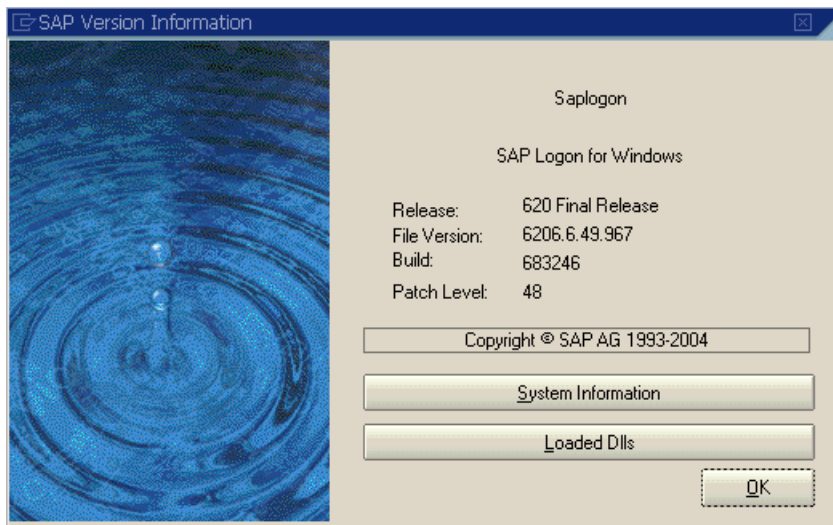 SAP Version Information
Saplogon
SAP Logon for Windows
Release: 620 Final Release
File Version: 6206.6.49.967
Build: 683246
Patch Level: 48
Copyright © SAP AG 1993-2004
System Information
Loaded Dlls
OK